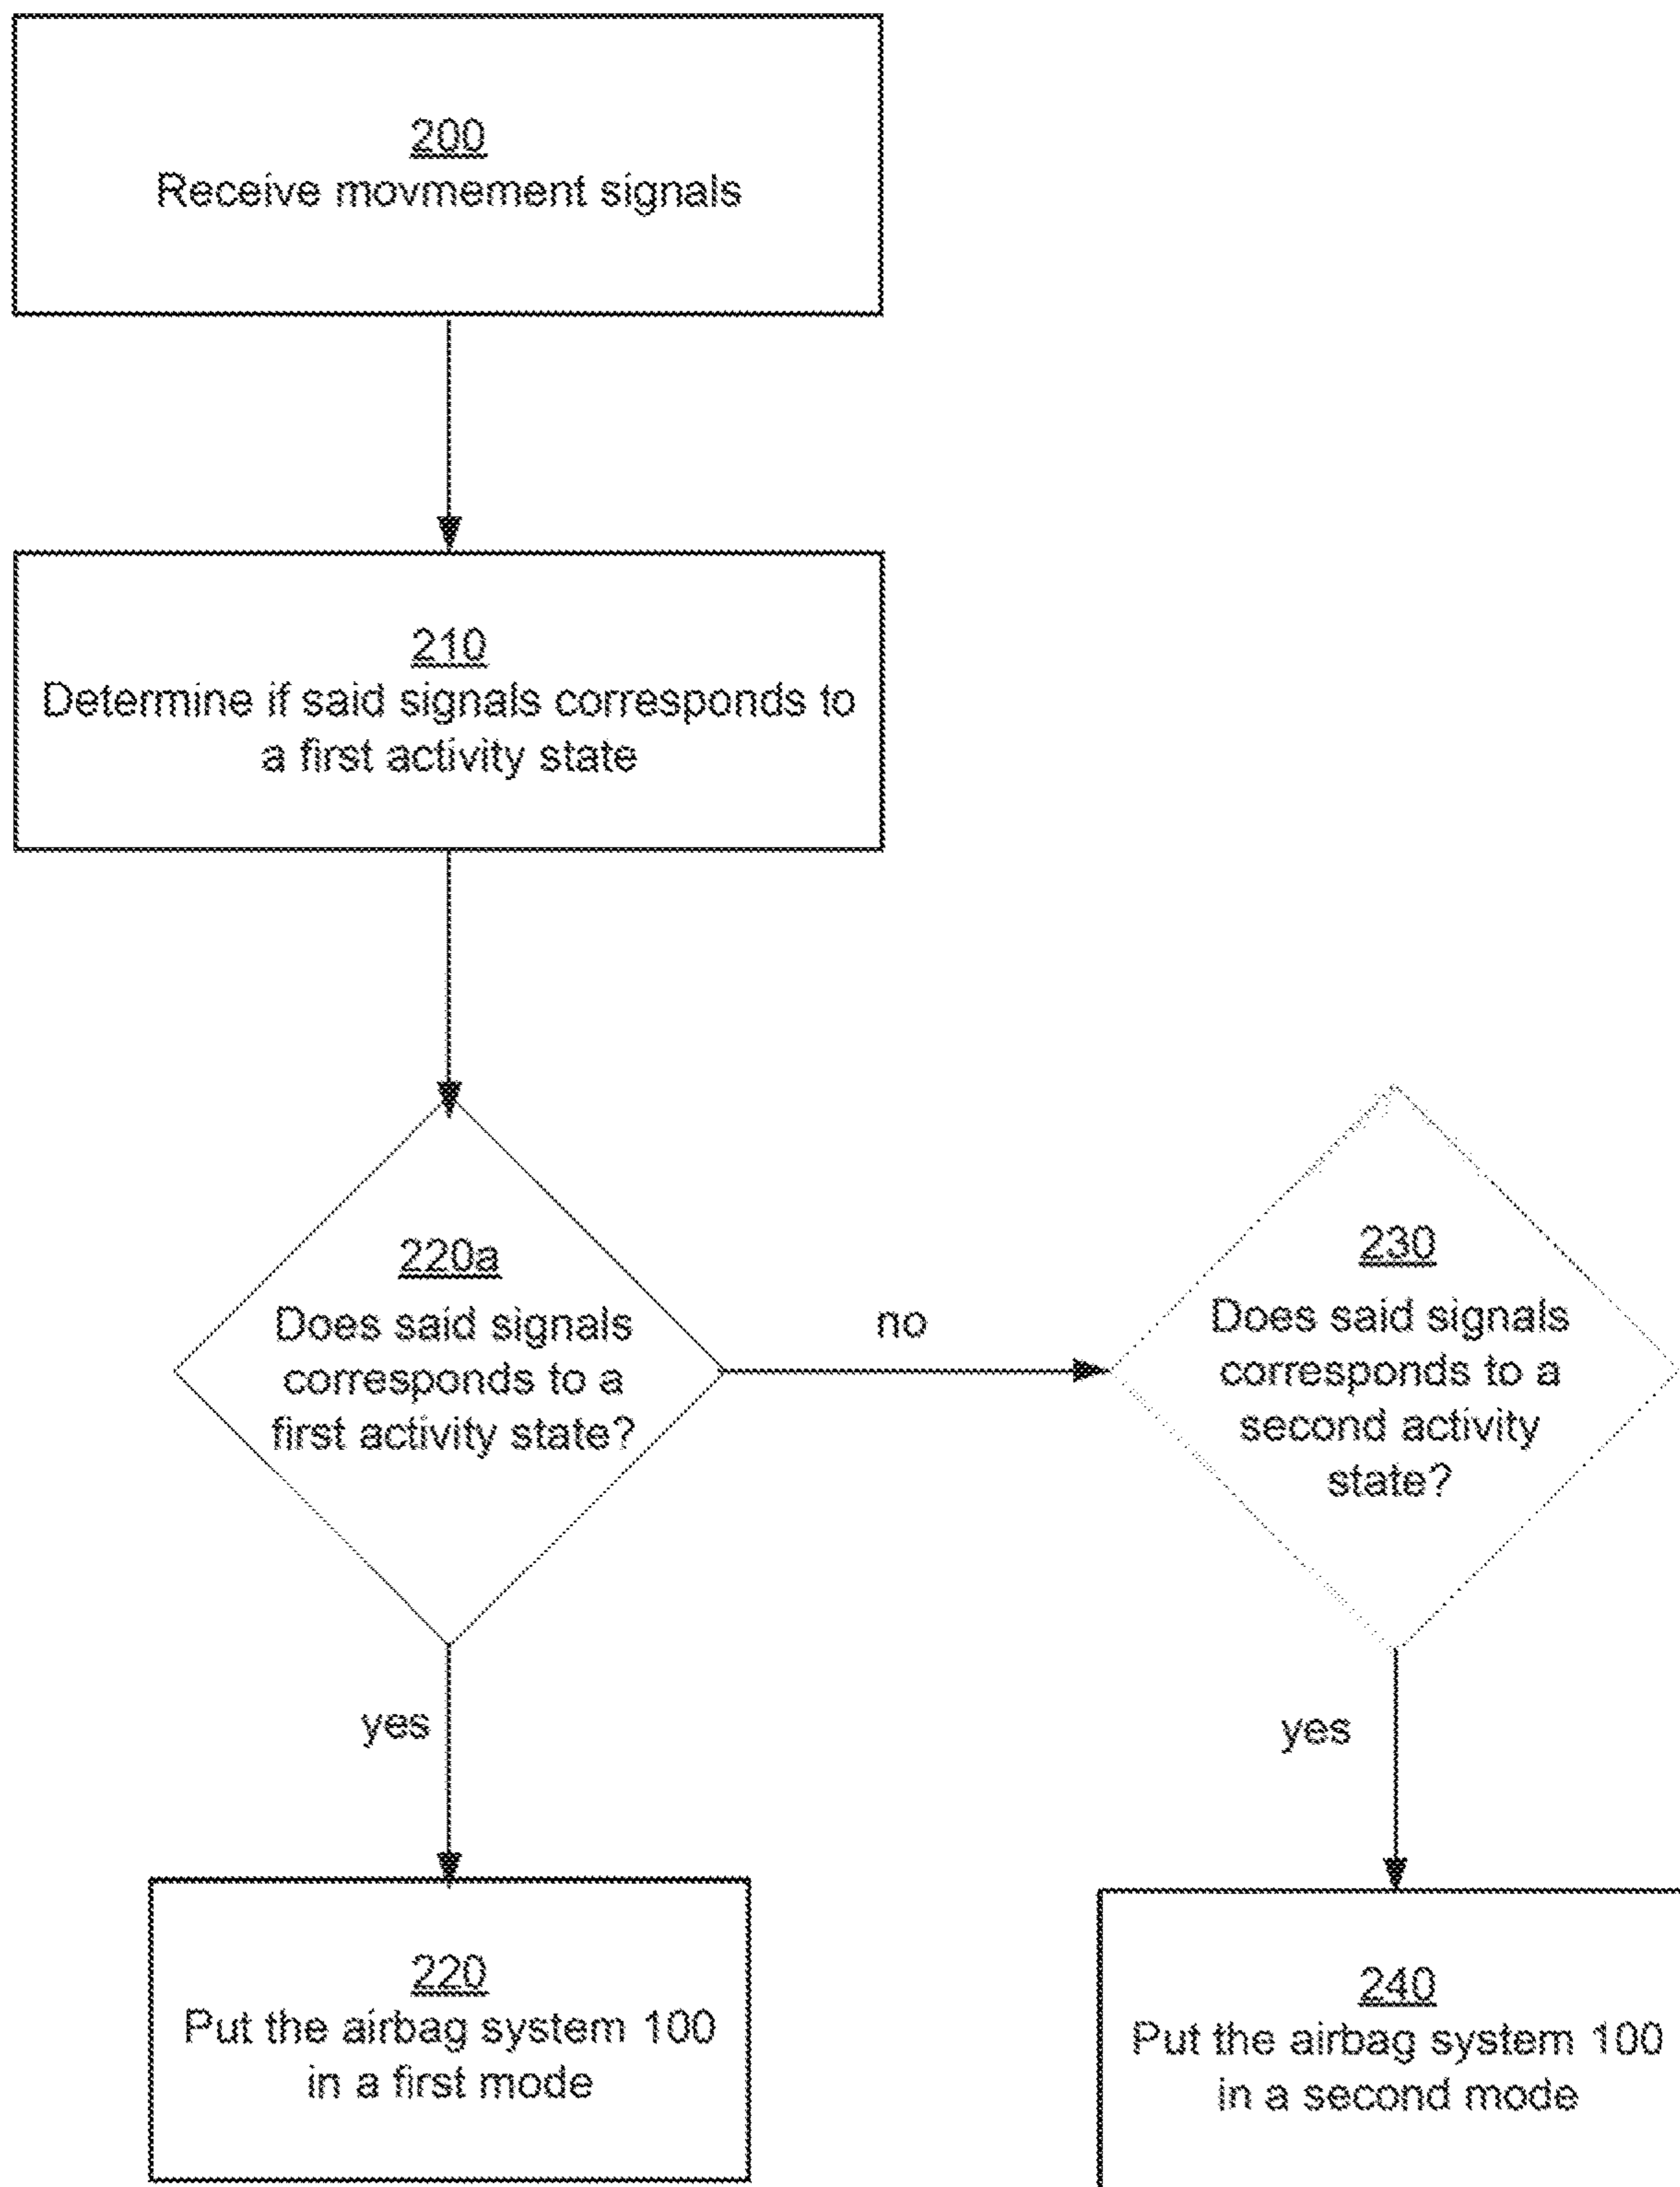 200
Receive movmement signals
210
Determine if said signals corresponds to
a first activity state
220a
Does said signals
corresponds to a
first activity state?
no
230
Does said signals
corresponds to a
second activity
state?
yes
yes
220
Put the airbag system 100
in a first mode
240
Put the airbag system 100
in a second mode